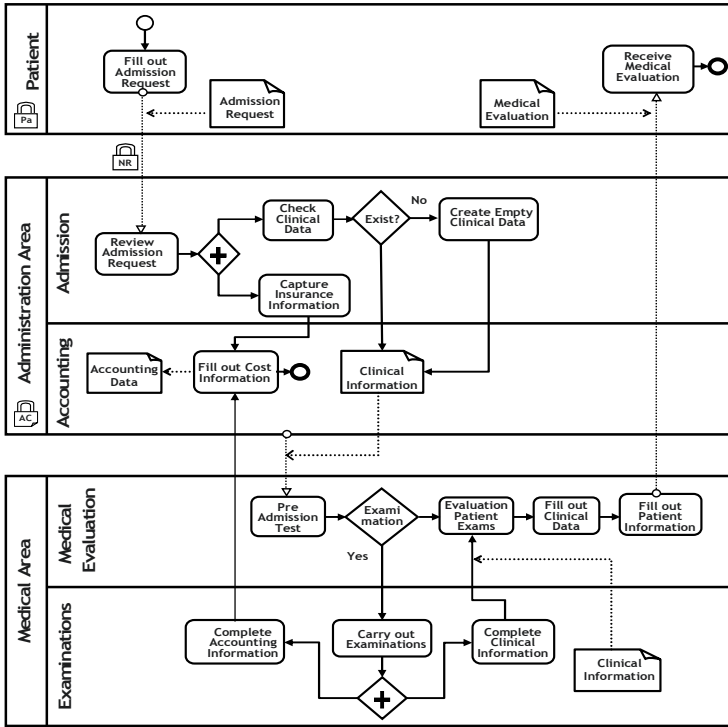 Patient
Pa
Fill out
Admission
Request
Admission
Request
Medical
Evaluation
Receive
Medical
Evaluation
NR
Administration Area
AC
Admission
Review
Admission
Request
Check
Clinical
Data
Exist?
No
Create Empty
Clinical Data
Capture
Insurance
Information
Accounting
Accounting
Data
Fill out Cost
Information
Clinical
Information
Medical Area
Medical
Evaluation
Pre
Admission
Test
Exami
mation
Yes
Evaluation
Patient
Exams
Fill out
Clinical
Data
Fill out
Patient
Information
Examinations
Complete
Accounting
Information
Carry out
Examinations
Complete
Clinical
Information
Clinical
Information